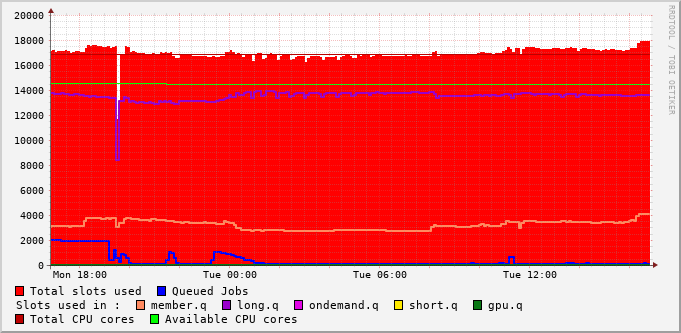 20000
18000
16000
14000
12000
10000
8000
6000
4000
2000
0
Mon 18:00 Tue 00:00 Tue 06:00 Tue 12:00
RRDTOOL / TOBI OETIKER
Total slots used Queued Jobs
Slots used in : member.q long.q ondemand.q short.q gpu.q
Total CPU cores Available CPU cores